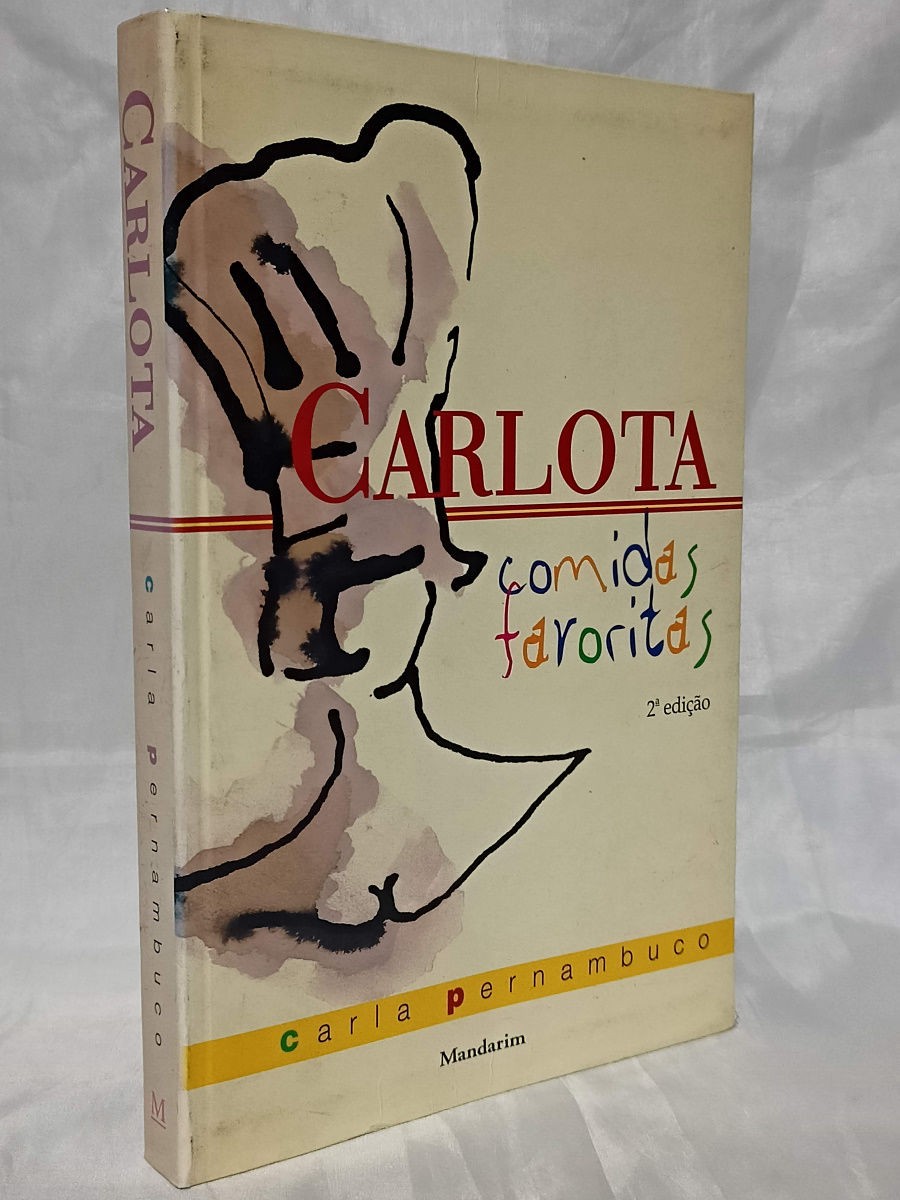 CARLOTA
carla pernambuco
M
CARLOTA
comidas
favoritas
2ª edição
carla pernambuco
Mandarim